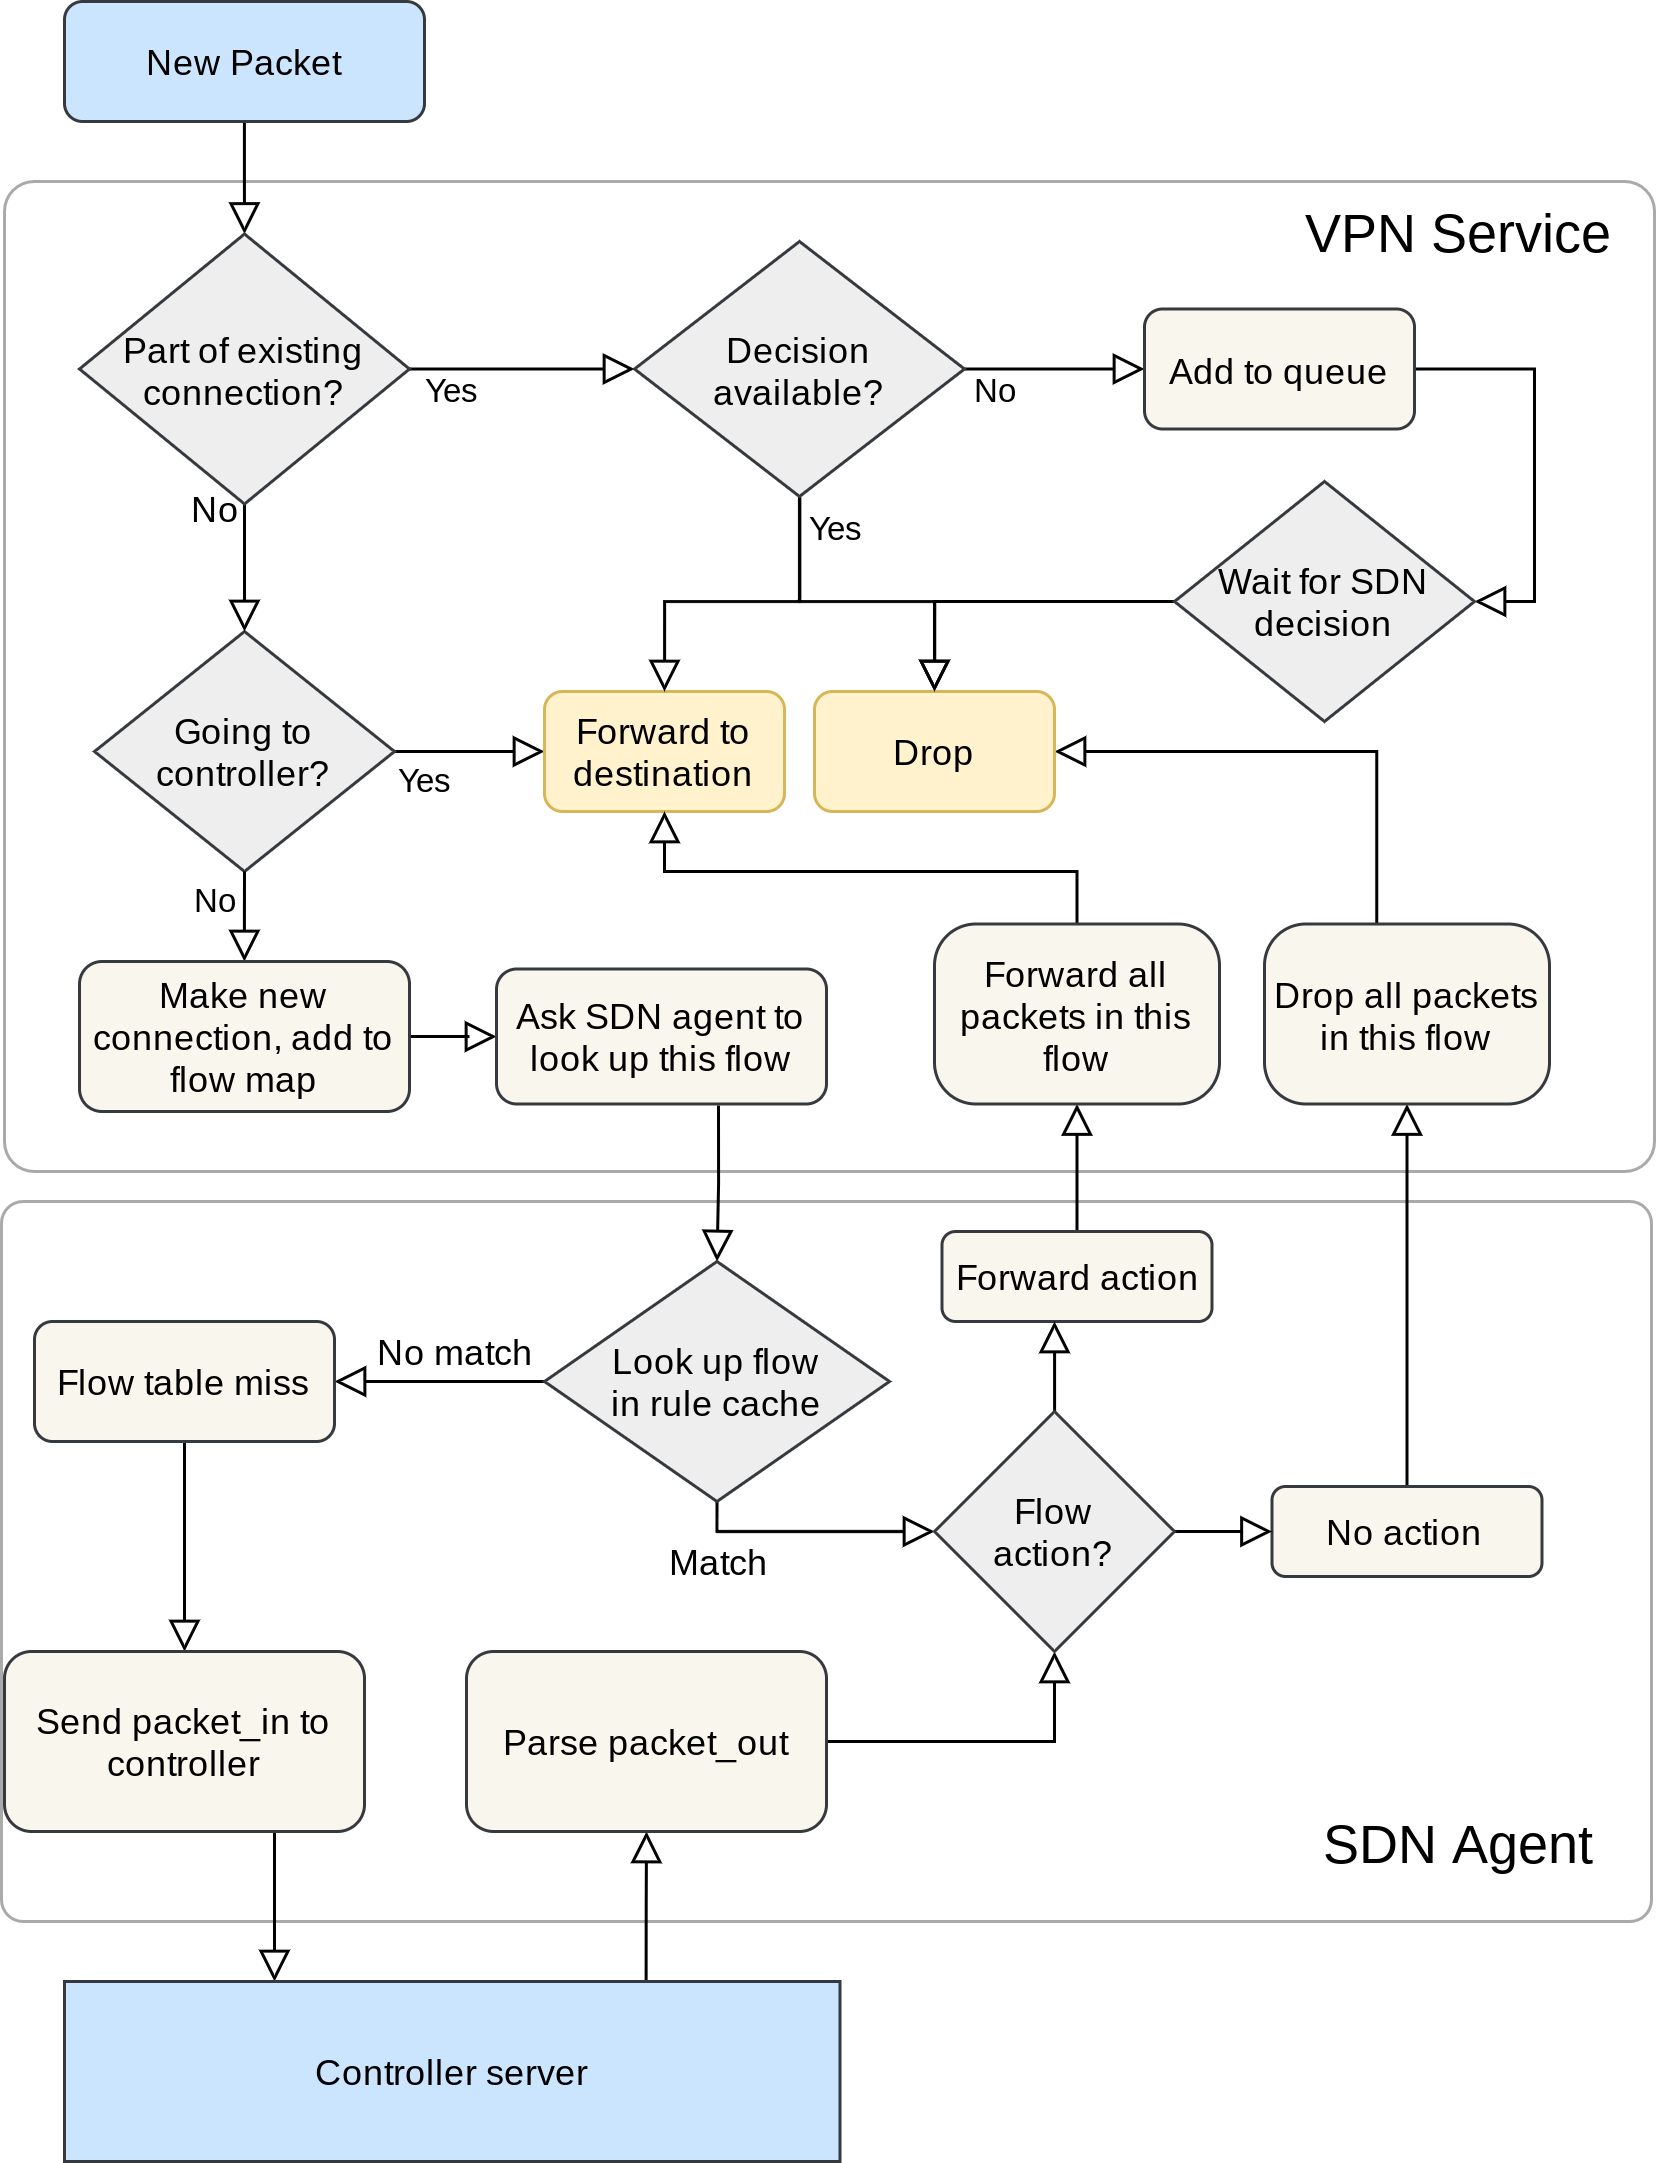 New Packet
VPN Service
Part of existing
connection?
Yes
Decision
available?
No
Add to queue
No
Yes
Wait for SDN
decision
Going to
controller?
Yes
Forward to
destination
Drop
No
Make new
connection, add to
flow map
Ask SDN agent to
look up this flow
Forward all
packets in this
flow
Drop all packets
in this flow
Forward action
Flow table miss
No match
Look up flow
in rule cache
Match
Flow
action?
No action
Send packet_in to
controller
Parse packet_out
SDN Agent
Controller server